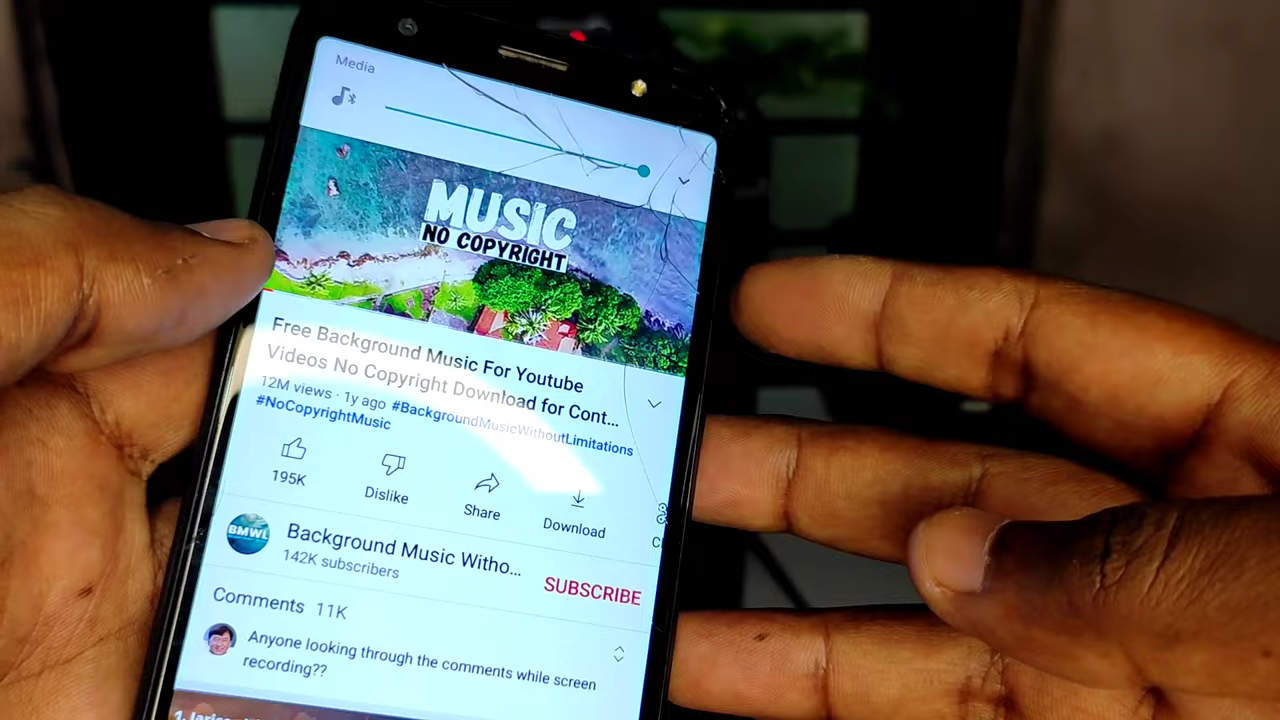 Media
MUSIC
NO COPYRIGHT
Free Background Music For Youtube
Videos No Copyright Download for Cont...
12M views · 1y ago #BackgroundMusicWithoutLimitations
#NoCopyrightMusic
195K
Dislike
Share
Download
BMWL
Background Music Witho...
142K subscribers
SUBSCRIBE
Comments 11K
Anyone looking through the comments while screen
recording??